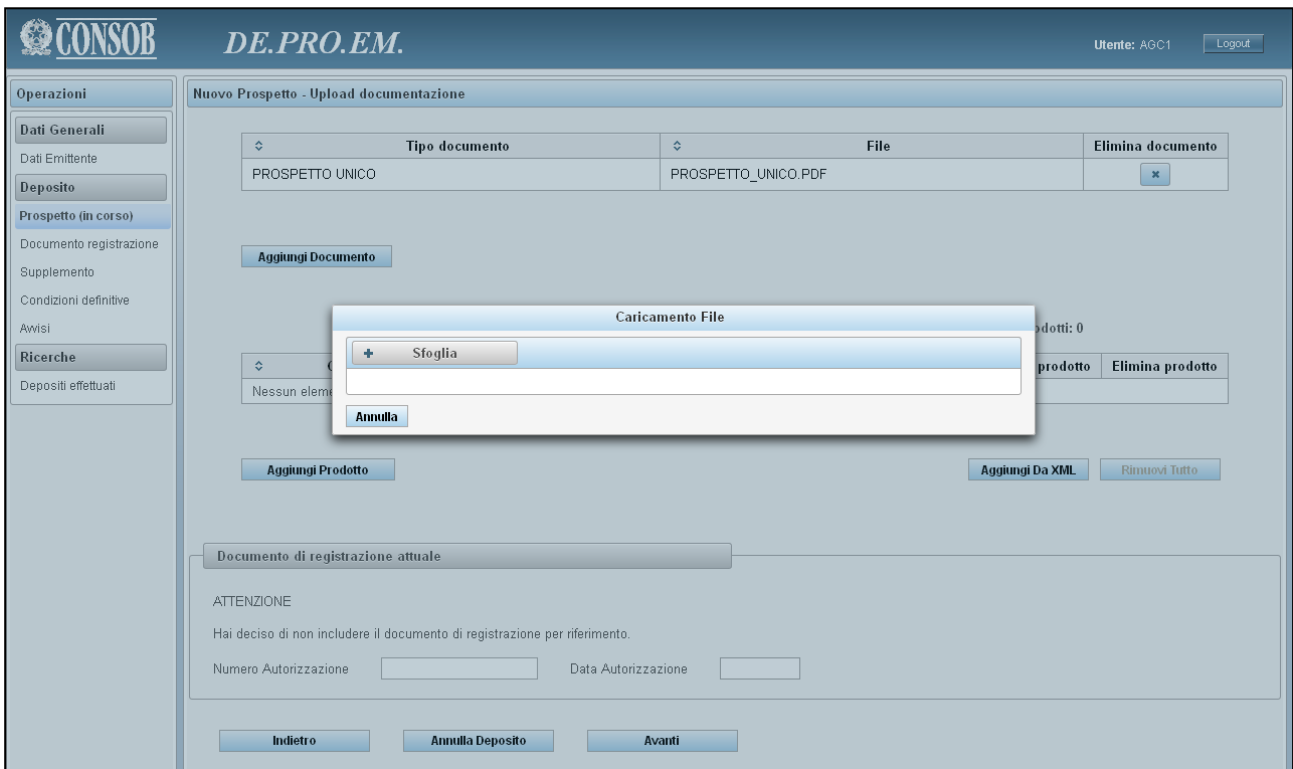 CONSOB DE.PRO.EM. Utente: AGC1 Logout
Operazioni
Dati Generali
Dati Emittente
Deposito
Prospetto (in corso)
Documento registrazione
Supplemento
Condizioni definitive
Avvisi
Ricerche
Depositi effettuati
Nuovo Prospetto - Upload documentazione
Tipo documento File Elimina documento
PROSPETTO UNICO PROSPETTO_UNICO.PDF
Aggiungi Documento
Caricamento File
Sfoglia
Annulla
odotti: 0
prodotto Elimina prodotto
Nessun eleme
Aggiungi Prodotto Aggiungi Da XML Rimuovi Tutto
Documento di registrazione attuale
ATTENZIONE
Hai deciso di non includere il documento di registrazione per riferimento.
Numero Autorizzazione Data Autorizzazione
Indietro Annulla Deposito Avanti